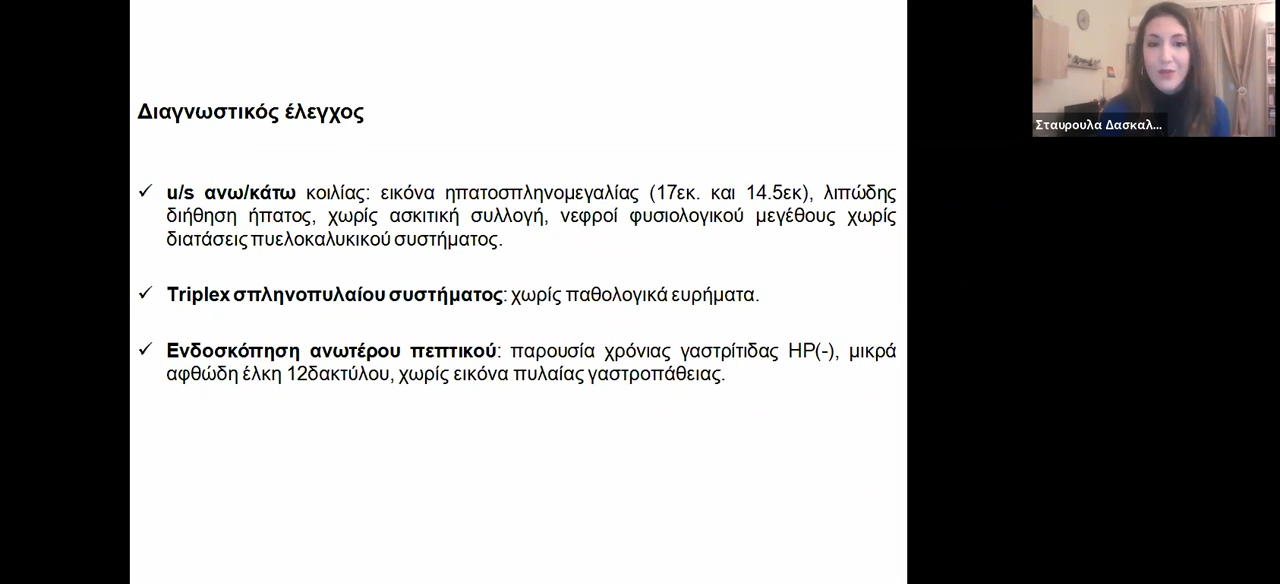 Διαγνωστικός έλεγχος
✓ u/s ανω/κάτω κοιλίας: εικόνα ηπατοσπληνομεγαλίας (17εκ. και 14.5εκ), λιπώδης
διήθηση ήπατος, χωρίς ασκιτική συλλογή, νεφροί φυσιολογικού μεγέθους χωρίς
διατάσεις πυελοκαλυκικού συστήματος.
✓ Triplex σπληνοπυλαίου συστήματος: χωρίς παθολογικά ευρήματα.
✓ Ενδοσκόπηση ανωτέρου πεπτικού: παρουσία χρόνιας γαστρίτιδας HP(-), μικρά
αφθώδη έλκη 12δακτύλου, χωρίς εικόνα πυλαίας γαστροπάθειας.
Σταυρουλα Δασκαλ...